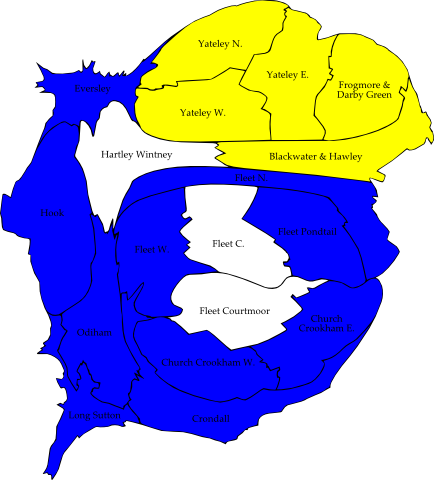 Yateley N.
Yateley E.
Frogmore &
Darby Green
Eversley
Yateley W.
Hartley Wintney
Blackwater & Hawley
Fleet N.
Hook
Fleet Pondtail
Fleet W.
Fleet C.
Fleet Courtmoor
Church
Crookham E.
Odiham
Church Crookham W.
Long Sutton
Crondall